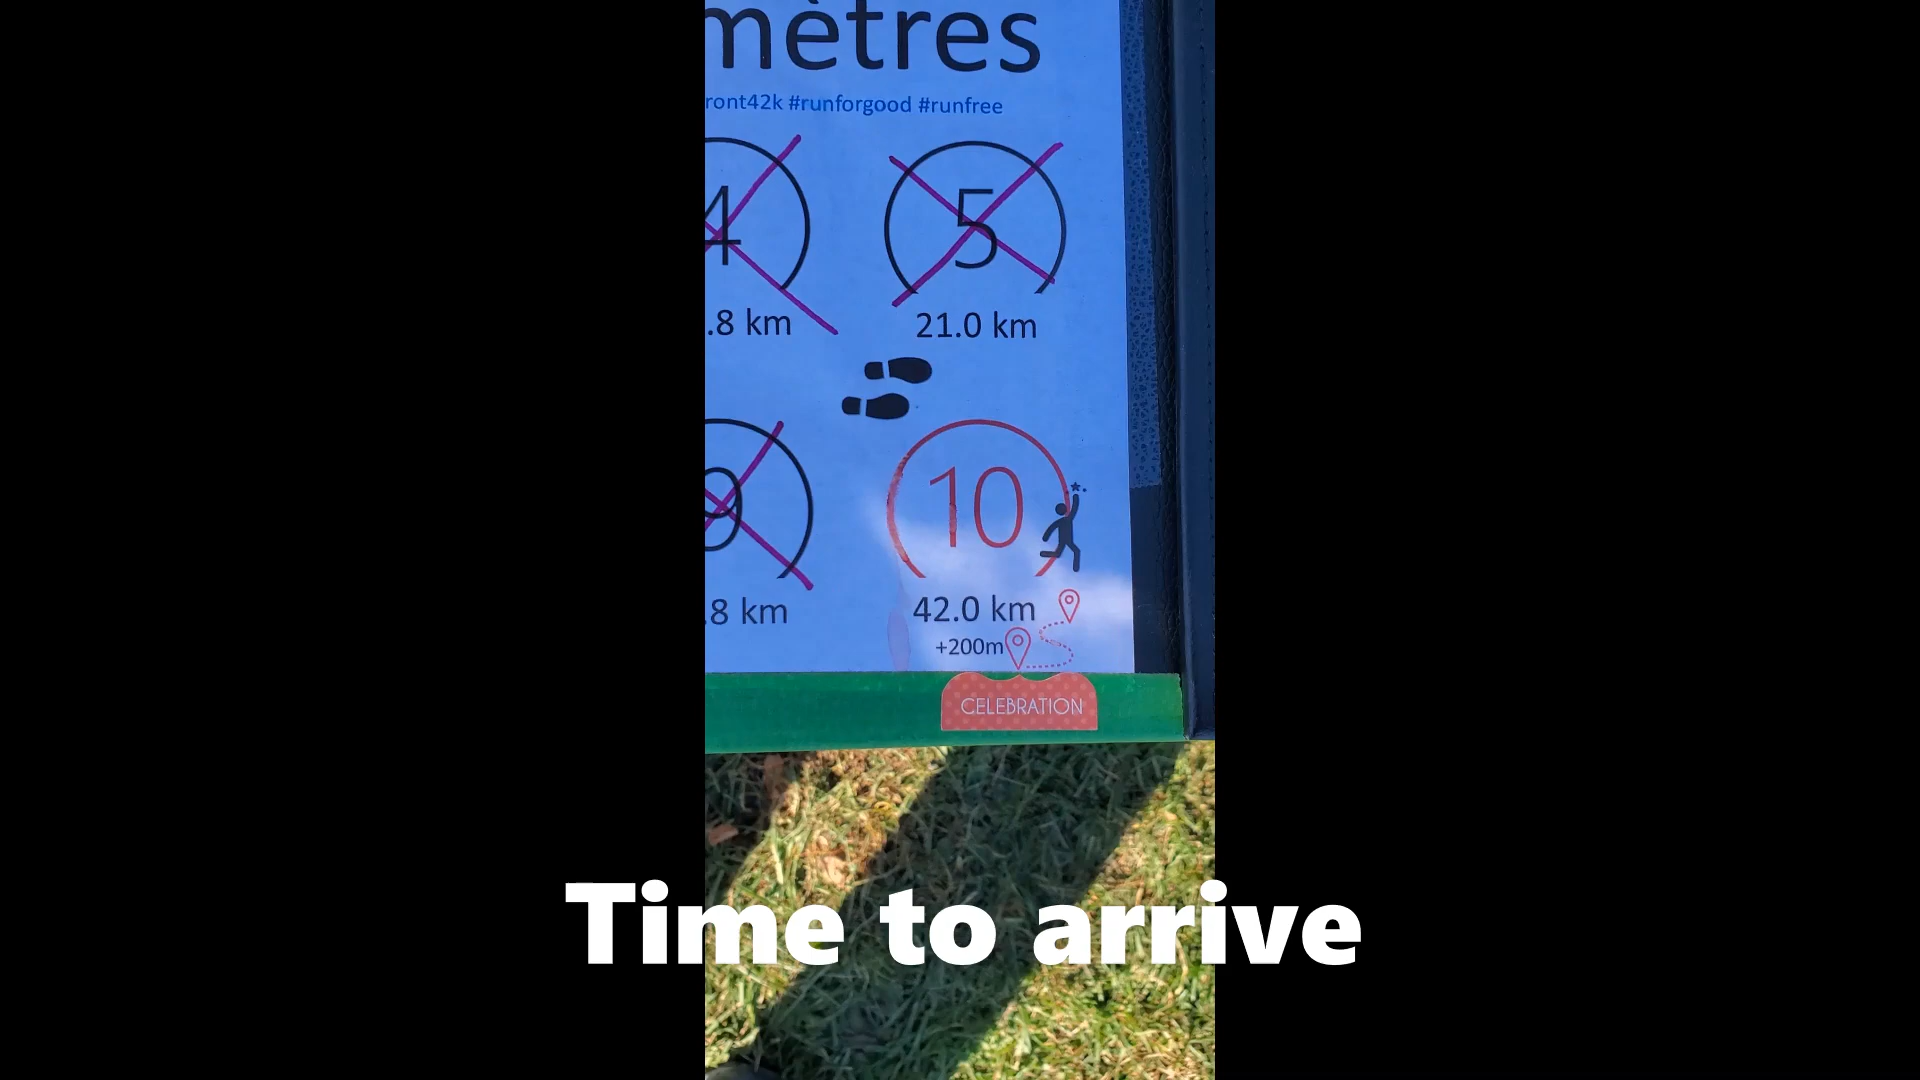 mètres
ront42k #runforgood #runfree
4
5
.8 km
21.0 km
9
10
.8 km
42.0 km
+200m
CELEBRATION
Time to arrive